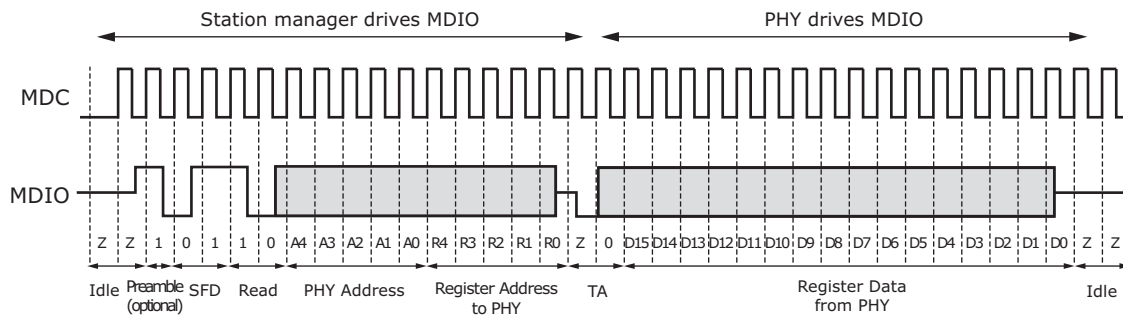 Station manager drives MDIO PHY drives MDIO
MDC
MDIO
Z Z 1 0 1 1 0 A4 A3 A2 A1 A0 R4 R3 R2 R1 R0 Z 0 D15 D14 D13 D12 D11 D10 D9 D8 D7 D6 D5 D4 D3 D2 D1 D0 Z Z
Idle Preamble SFD Read PHY Address Register Address TA Register Data Idle
(optional) to PHY from PHY